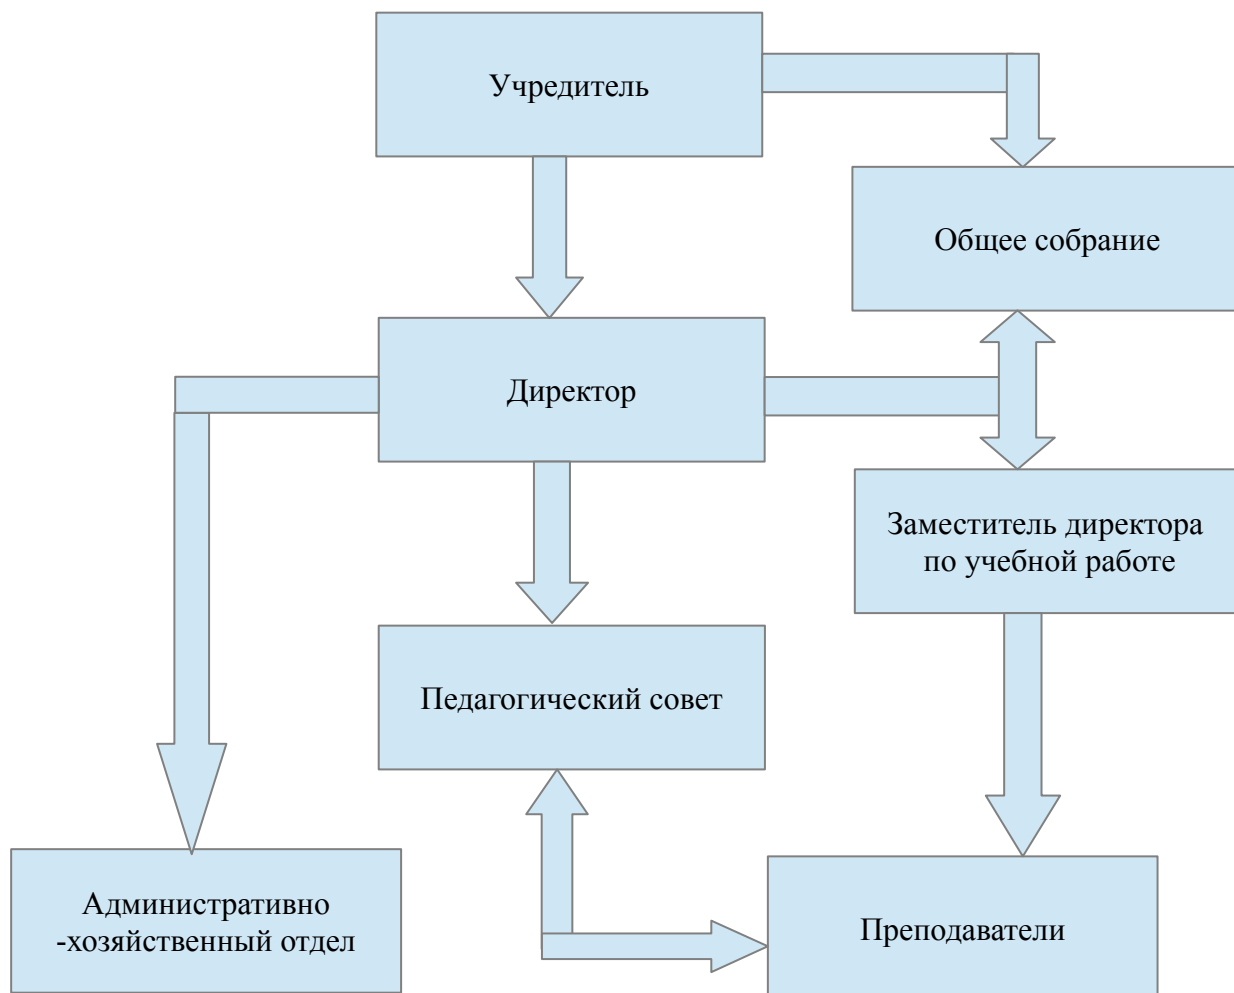 Учредитель
Общее собрание
Директор
Заместитель директора
по учебной работе
Педагогический совет
Административно
-хозяйственный отдел
Преподаватели